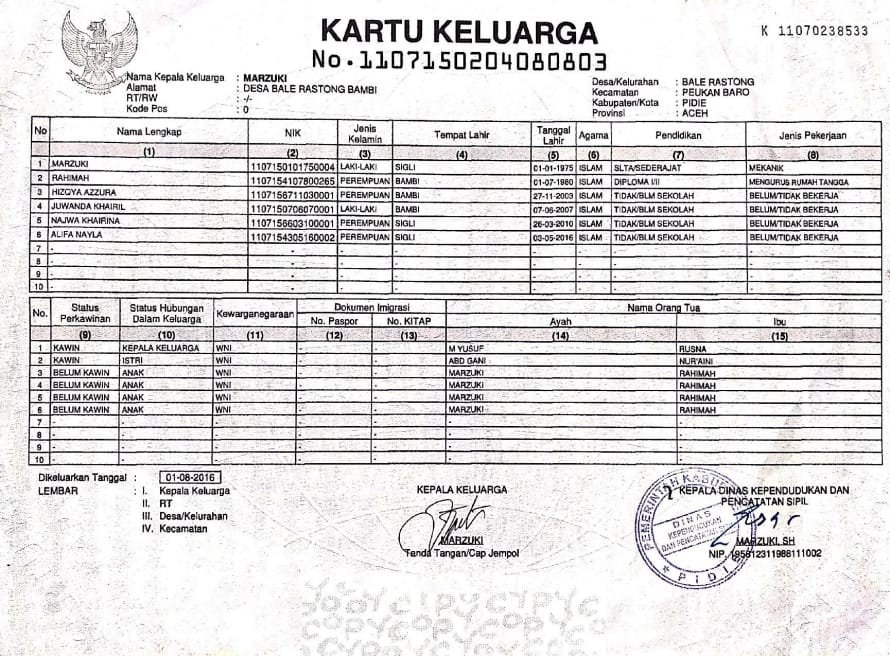 KARTU KELUARGA
No. 1107150204080803
K 11070238533
Nama Kepala Keluarga : MARZUKI
Alamat : DESA BALE RASTONG BAMBI
RT/RW : -/-
Kode Pos : 0
Desa/Kelurahan : BALE RASTONG
Kecamatan : PEUKAN BARO
Kabupaten/Kota : PIDIE
Provinsi : ACEH
No Nama Lengkap NIK Jenis Kelamin Tempat Lahir Tanggal Lahir Agama Pendidikan Jenis Pekerjaan
(1) (2) (3) (4) (5) (6) (7) (8)
1 MARZUKI 1107150101750004 LAKI-LAKI SIGLI 01-01-1975 ISLAM SLTA/SEDERAJAT MEKANIK
2 RAHIMAH 1107154107800265 PEREMPUAN BAMBI 01-07-1980 ISLAM DIPLOMA I/II MENGURUS RUMAH TANGGA
3 HIZQYA AZZURA 1107156711030001 PEREMPUAN BAMBI 27-11-2003 ISLAM TIDAK/BLM SEKOLAH BELUM/TIDAK BEKERJA
4 JUWANDA KHAIRIL 1107150706070001 LAKI-LAKI BAMBI 07-06-2007 ISLAM TIDAK/BLM SEKOLAH BELUM/TIDAK BEKERJA
5 NAJWA KHAIRINA 1107156603100001 PEREMPUAN SIGLI 26-03-2010 ISLAM TIDAK/BLM SEKOLAH BELUM/TIDAK BEKERJA
6 ALIFA NAYLA 1107154305160002 PEREMPUAN SIGLI 03-05-2016 ISLAM TIDAK/BLM SEKOLAH BELUM/TIDAK BEKERJA
7 - - - - - - - -
8 - - - - - - - -
9 - - - - - - - -
10 - - - - - - - -
No. Status Perkawinan Status Hubungan Dalam Keluarga Kewarganegaraan Dokumen Imigrasi Nama Orang Tua
No. Paspor No. KITAP Ayah Ibu
(9) (10) (11) (12) (13) (14) (15)
1 KAWIN KEPALA KELUARGA WNI - - M YUSUF RUSNA
2 KAWIN ISTRI WNI - - ABD GANI NUR'AINI
3 BELUM KAWIN ANAK WNI - - MARZUKI RAHIMAH
4 BELUM KAWIN ANAK WNI - - MARZUKI RAHIMAH
5 BELUM KAWIN ANAK WNI - - MARZUKI RAHIMAH
6 BELUM KAWIN ANAK WNI - - MARZUKI RAHIMAH
7 - - - - - - -
8 - - - - - - -
9 - - - - - - -
10 - - - - - - -
Dikeluarkan Tanggal : 01-08-2016
LEMBAR : I. Kepala Keluarga
II. RT
III. Desa/Kelurahan
IV. Kecamatan
KEPALA KELUARGA
MARZUKI
Tanda Tangan/Cap Jempol
KEPALA DINAS KEPENDUDUKAN DAN
PENCATATAN SIPIL
MARZUKI, SH
NIP. 195812311988111002
PEMERINTAH
DINAS
KEPENDUDUKAN
DAN PENCATATAN
PIDIE
COPY COPY COPY